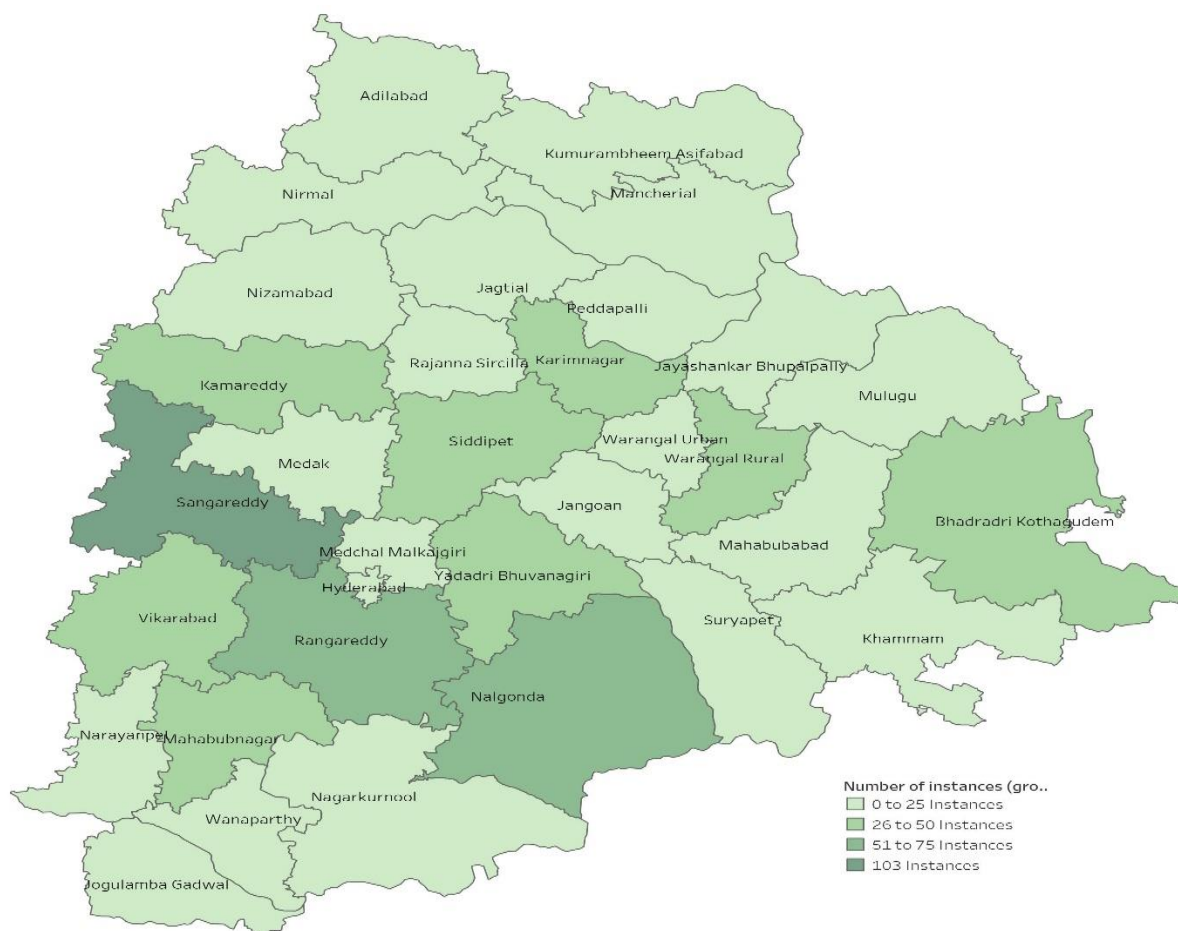 Adilabad
Kumurambheem Asifabad
Mancherial
Nirmal
Nizamabad
Jagtial
Peddapalli
Rajanna Sircilla
Karimnagar
Jayashankar Bhupalpally
Kamareddy
Mulugu
Siddipet
Warangal Urban
Medak
Warangal Rural
Sangareddy
Jangoan
Bhadradri Kothagudem
Mahabubabad
Medchal Malkajgiri
Yadadri Bhuvanagiri
Hyderabad
Vikarabad
Suryapet
Rangareddy
Khammam
Nalgonda
Narayanpet
Mahabubnagar
Nagarkurnool
Wanaparthy
Jogulamba Gadwal
Number of instances (gro..
0 to 25 Instances
26 to 50 Instances
51 to 75 Instances
103 Instances